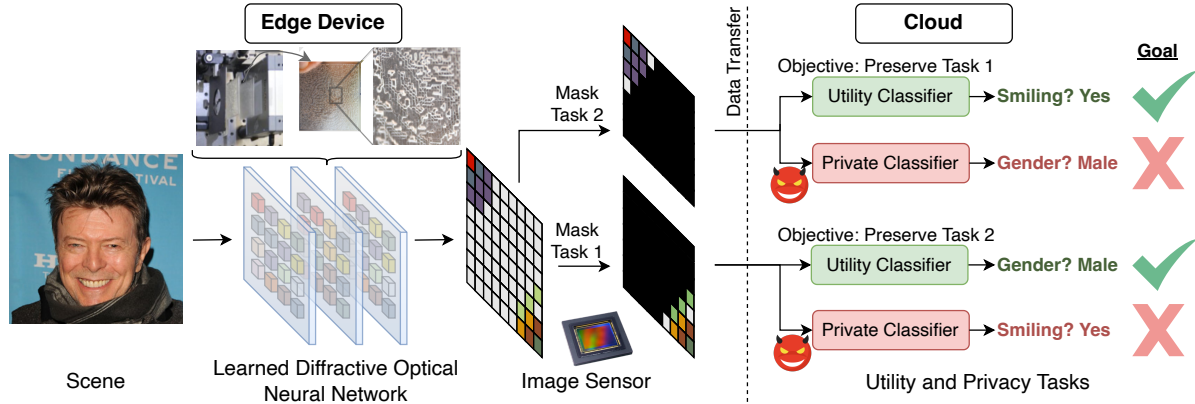 Edge Device
Cloud
Goal
Data Transfer
Mask
Task 2
Objective: Preserve Task 1
Utility Classifier
Smiling? Yes
Private Classifier
Gender? Male
SUNDANCE
FESTIVAL
H
Mask
Task 1
Objective: Preserve Task 2
Utility Classifier
Gender? Male
Private Classifier
Smiling? Yes
Scene
Learned Diffractive Optical
Neural Network
Image Sensor
Utility and Privacy Tasks